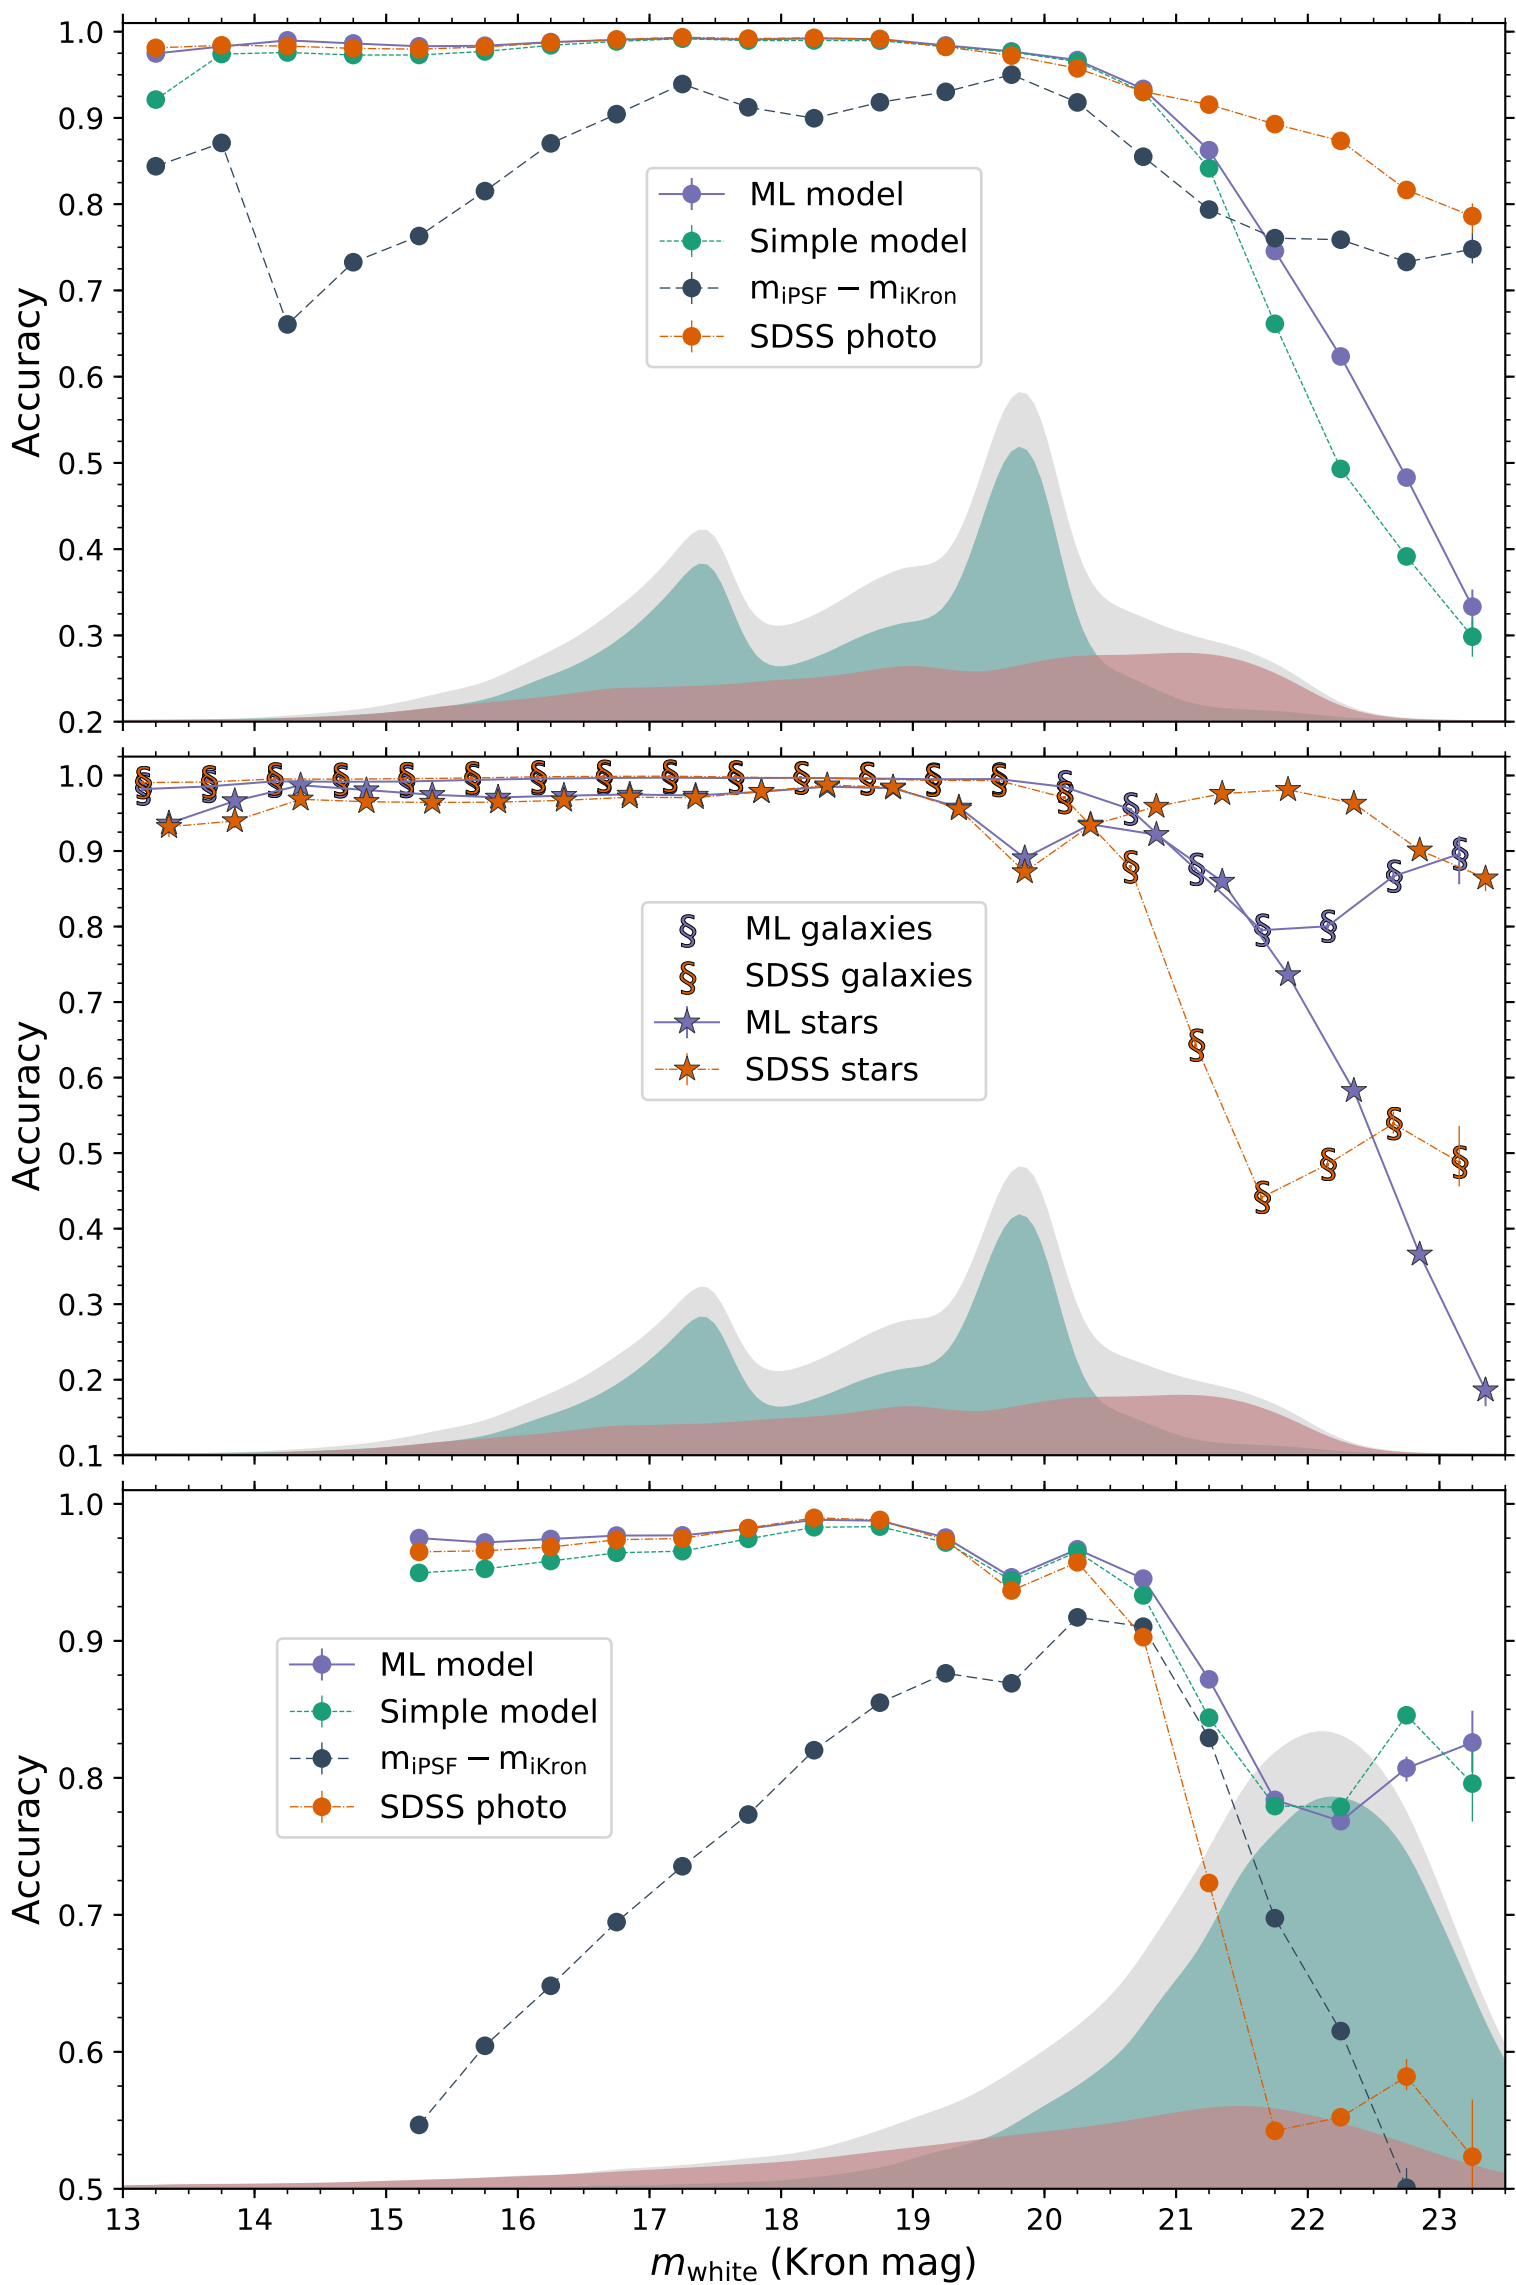 1.0
0.9
0.8
0.7
0.6
0.5
0.4
0.3
0.2
Accuracy
ML model
Simple model
miPSF − miKron
SDSS photo
1.0
0.9
0.8
0.7
0.6
0.5
0.4
0.3
0.2
0.1
Accuracy
ML galaxies
SDSS galaxies
ML stars
SDSS stars
1.0
0.9
0.8
0.7
0.6
0.5
Accuracy
ML model
Simple model
miPSF − miKron
SDSS photo
13 14 15 16 17 18 19 20 21 22 23
mwhite (Kron mag)